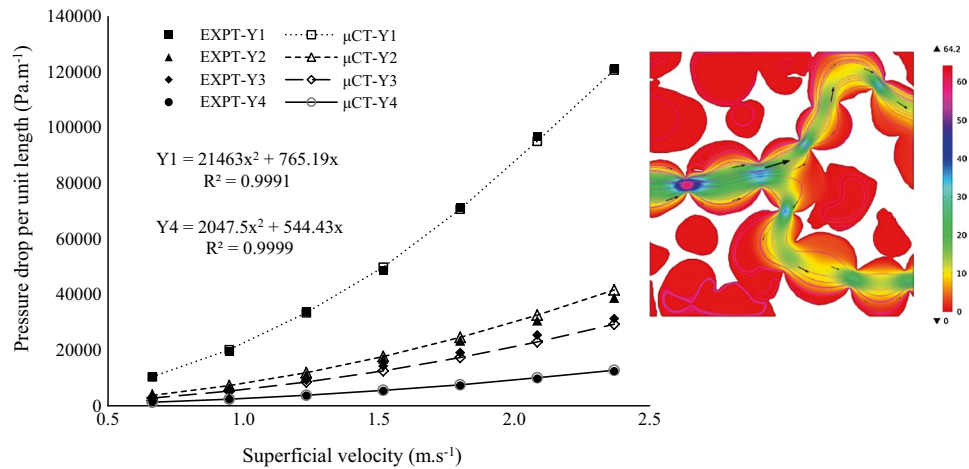 Pressure drop per unit length (Pa.m⁻¹)
140000
120000
100000
80000
60000
40000
20000
0
0.5
1.0
1.5
2.0
2.5
Superficial velocity (m.s⁻¹)
EXPT-Y1
μCT-Y1
EXPT-Y2
μCT-Y2
EXPT-Y3
μCT-Y3
EXPT-Y4
μCT-Y4
Y1 = 21463x² + 765.19x
R² = 0.9991
Y4 = 2047.5x² + 544.43x
R² = 0.9999
▲ 64.2
60
50
40
30
20
10
0
▼ 0